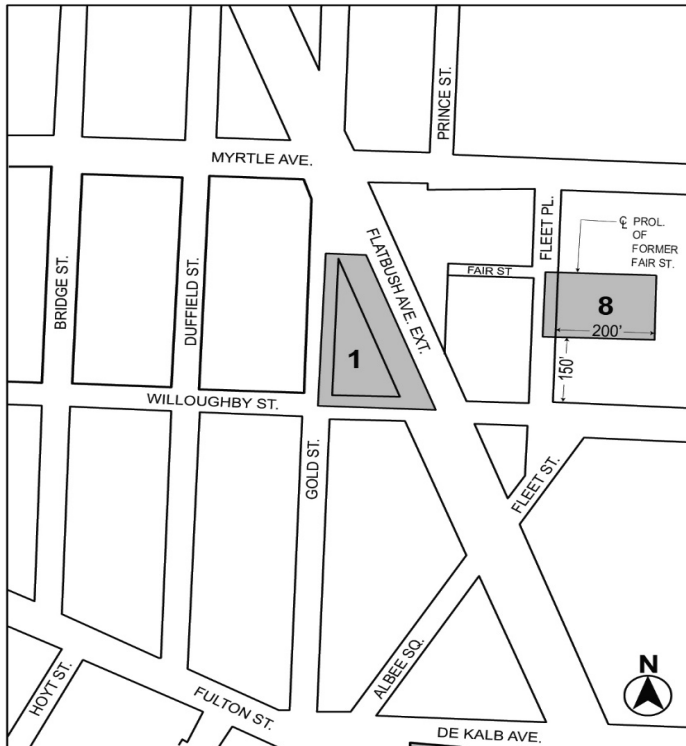 PRINCE ST.
MYRTLE AVE.
FLEET PL.
℄ PROL.
OF
FORMER
FAIR ST.
FLATBUSH AVE. EXT.
FAIR ST
BRIDGE ST.
DUFFIELD ST.
8
200'
1
150'
WILLOUGHBY ST.
GOLD ST.
FLEET ST.
ALBEE SQ.
HOYT ST.
FULTON ST.
N
DE KALB AVE.